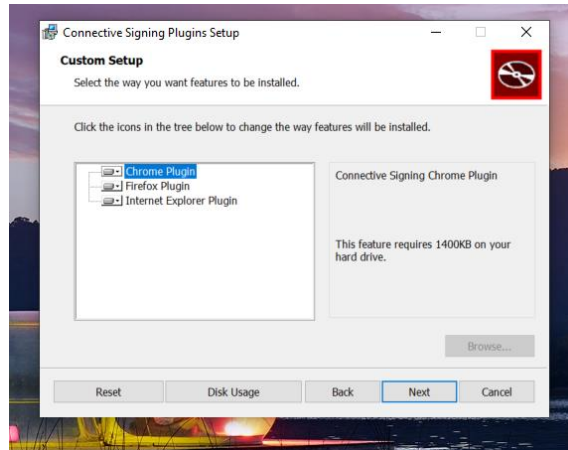 Connective Signing Plugins Setup
Custom Setup
Select the way you want features to be installed.
Click the icons in the tree below to change the way features will be installed.
Chrome Plugin
Firefox Plugin
Internet Explorer Plugin
Connective Signing Chrome Plugin
This feature requires 1400KB on your
hard drive.
Browse...
Reset Disk Usage Back Next Cancel